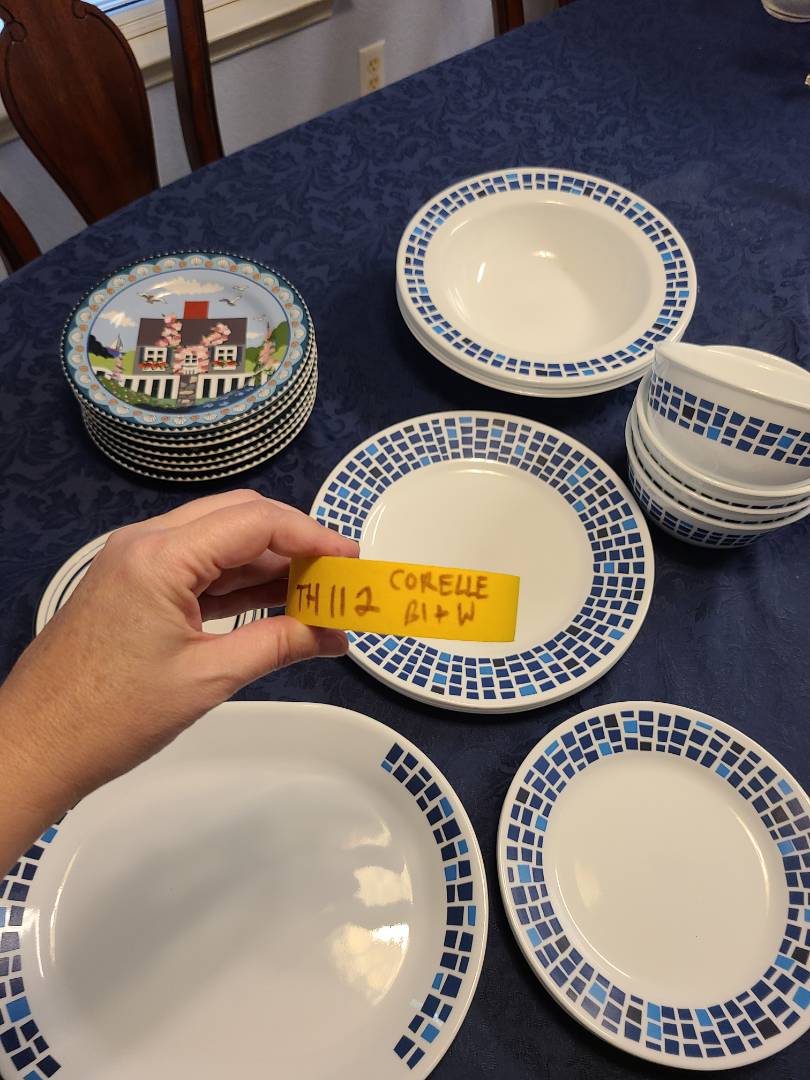 TH 112 CORELLE
Bl + W